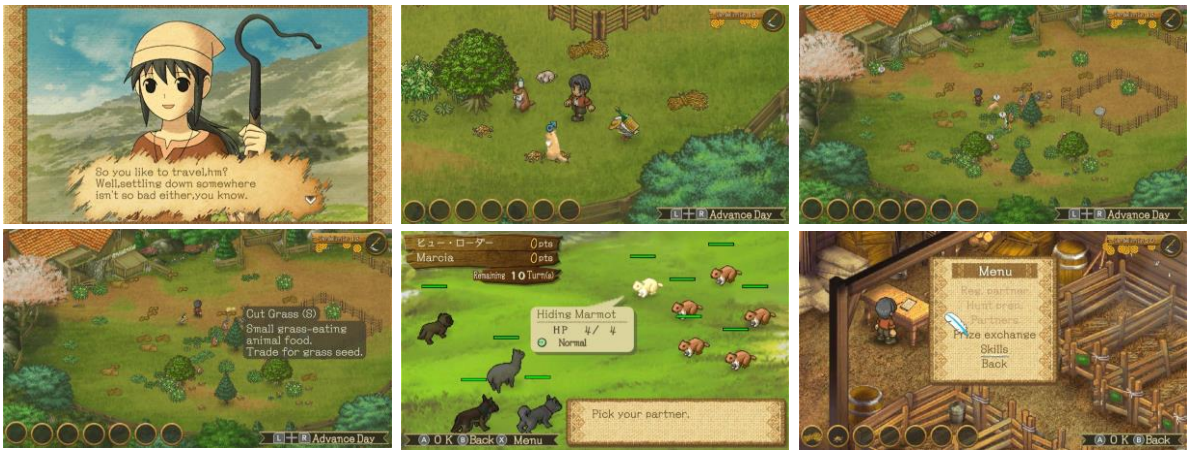 So you like to travel,hm?
Well,settling down somewhere
isn't so bad either,you know.
L+R Advance Day
L+R Advance Day
Cut Grass (S)
Small grass-eating
animal food.
Trade for grass seed.
L+R Advance Day
ビュー・ローダー 0pts
Marcia 0pts
Remaining 10 Turn(s)
Hiding Marmot
HP 4/ 4
Normal
Pick your partner.
A OK B Back X Menu
Menu
Reg. partner
Partners
Prize exchange
Skills
Back
A OK B Back